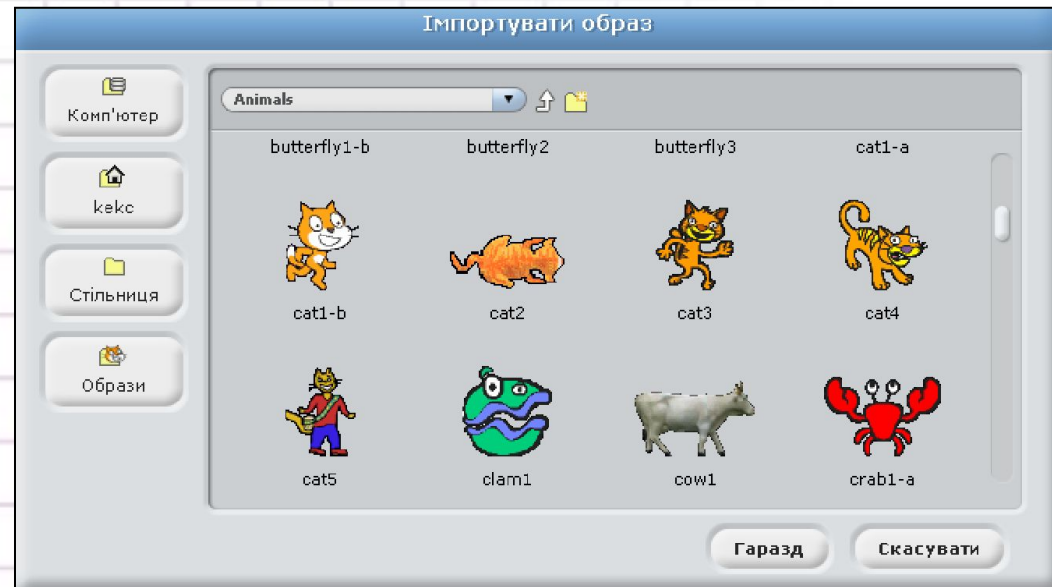 Імпортувати образ
Комп'ютер
kekc
Стільниця
Образи
Animals
butterfly1-b butterfly2 butterfly3 cat1-a
cat1-b cat2 cat3 cat4
cat5 clam1 cow1 crab1-a
Гаразд Скасувати